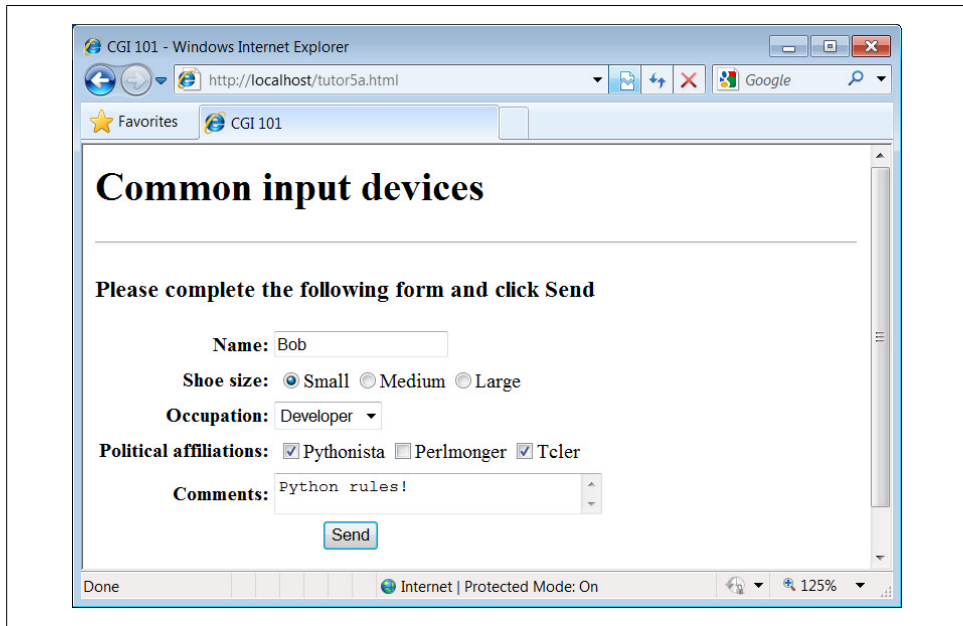 CGI 101 - Windows Internet Explorer
http://localhost/tutor5a.html
Google
Favorites
CGI 101
Common input devices
Please complete the following form and click Send
Name: Bob
Shoe size: Small Medium Large
Occupation: Developer
Political affiliations: Pythonista Perlmonger Tcler
Comments: Python rules!
Send
Done
Internet | Protected Mode: On
125%